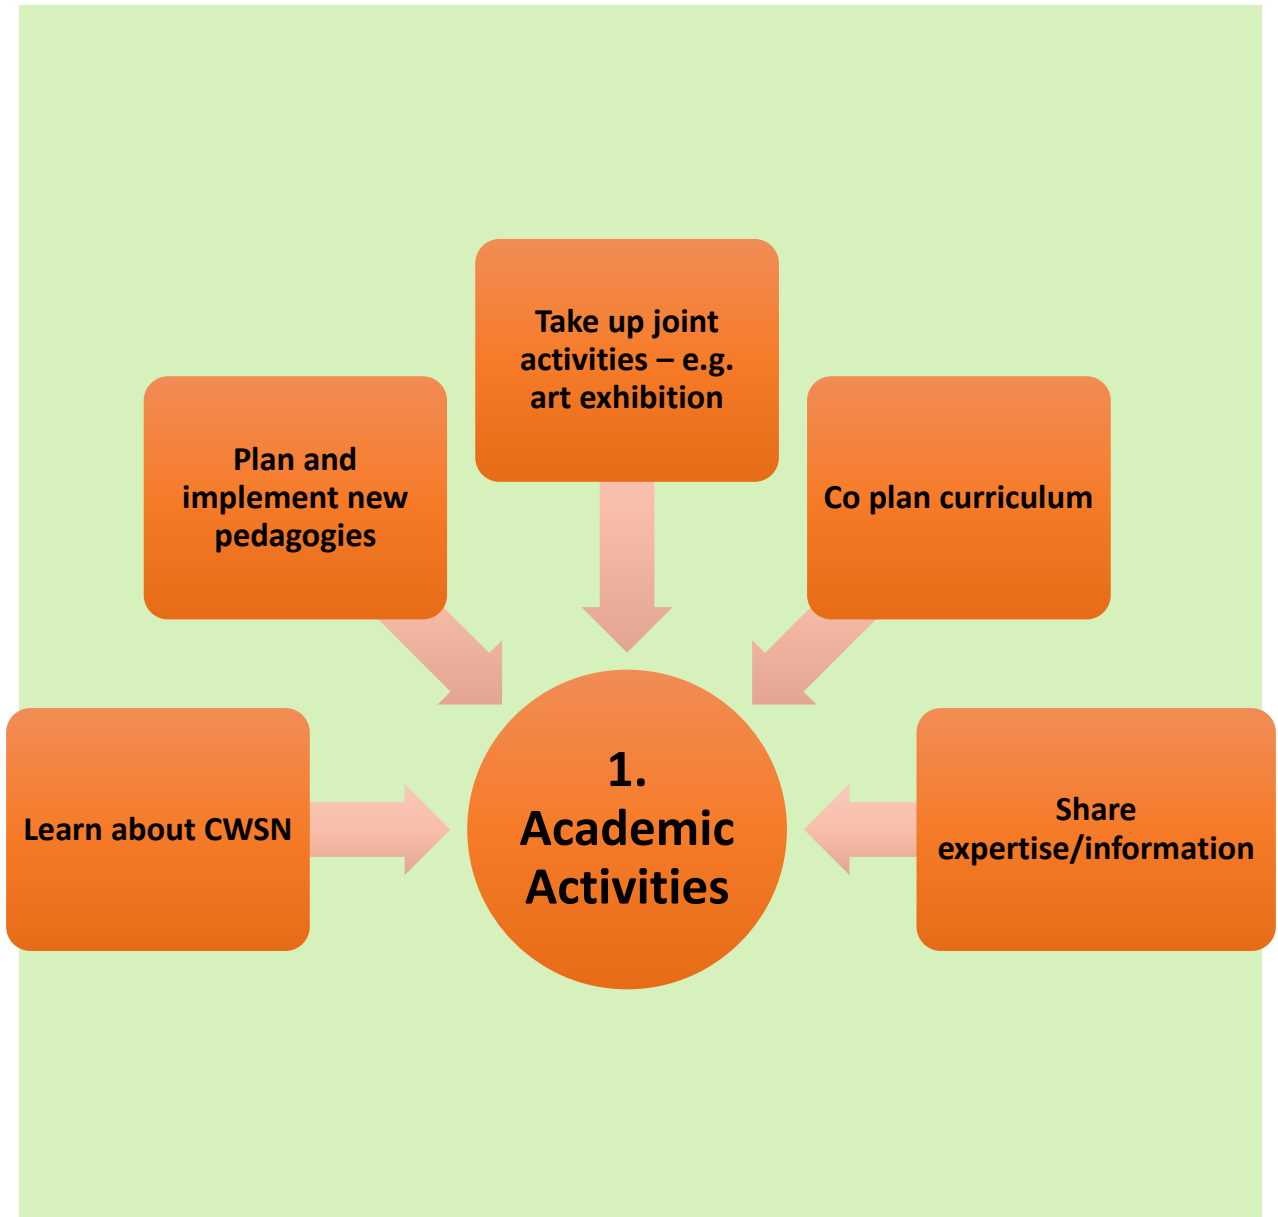 Take up joint
activities – e.g.
art exhibition
Plan and
implement new
pedagogies
Co plan curriculum
Learn about CWSN
1.
Academic
Activities
Share
expertise/information